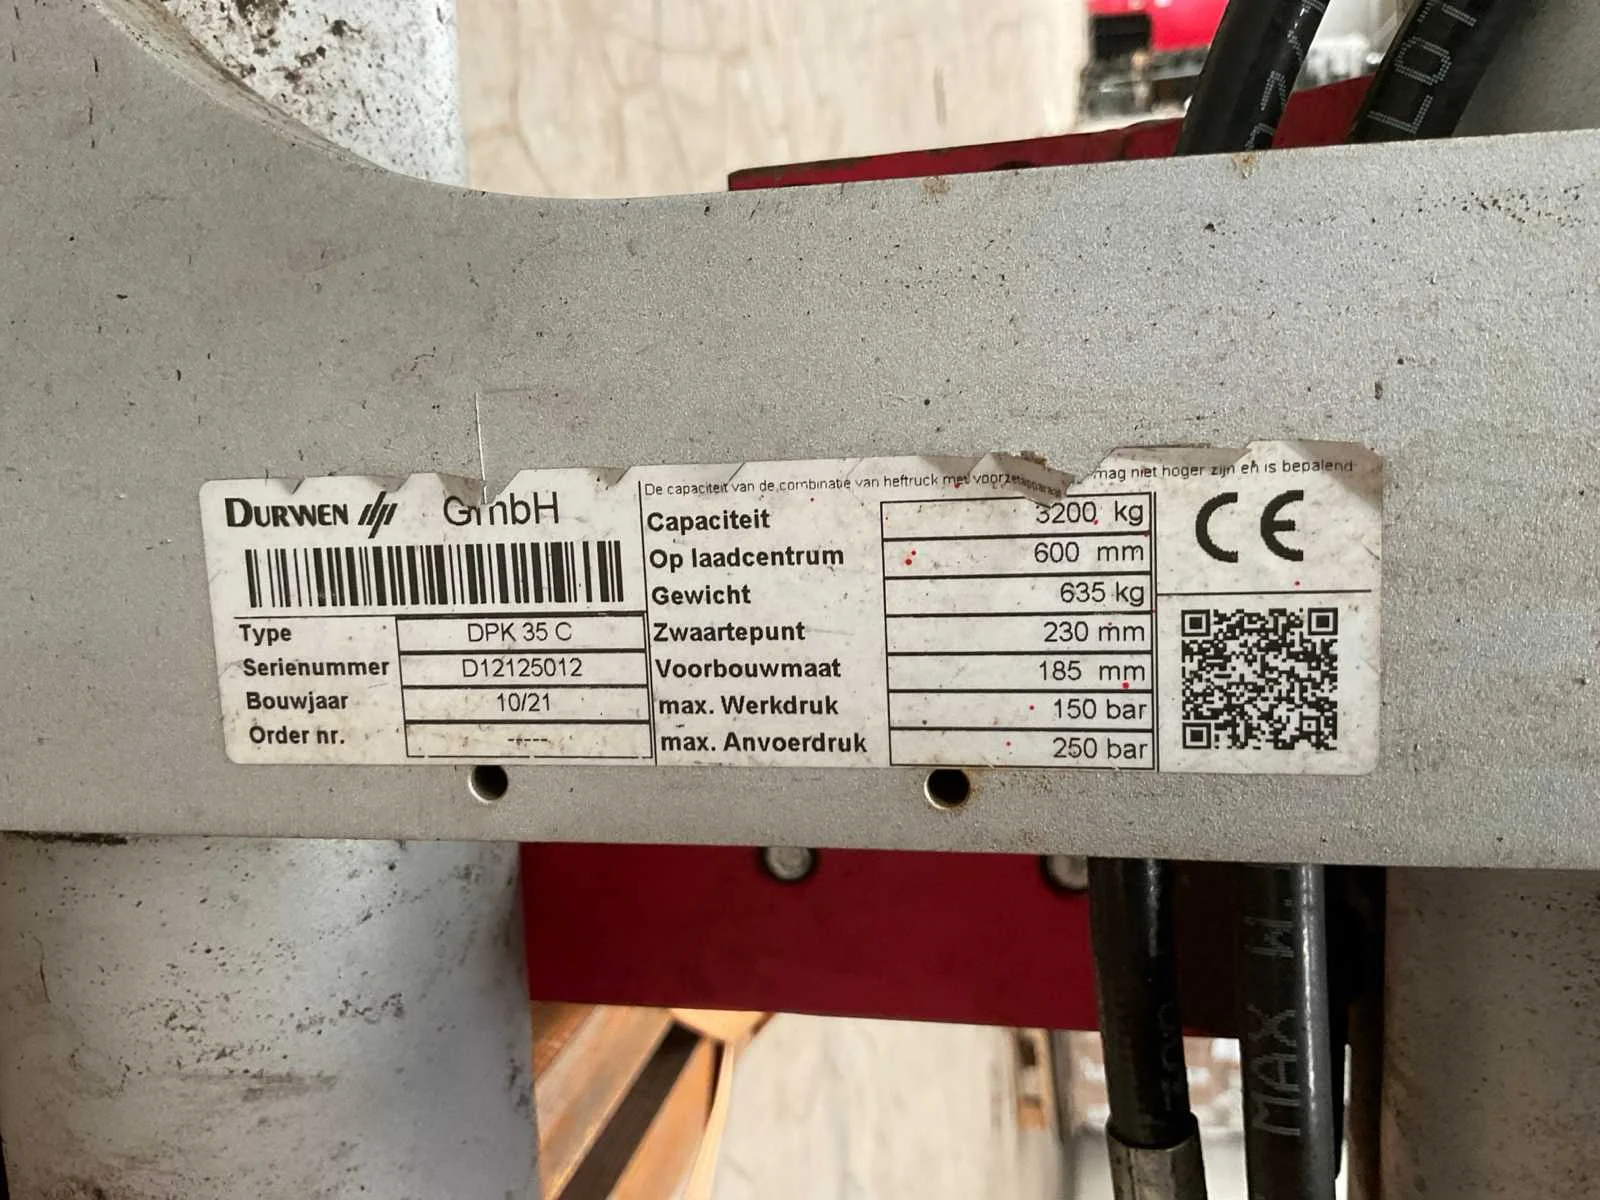 DURWEN GmbH
De capaciteit van de combinatie van heftruck met voorzetapparaat mag niet hoger zijn en is bepalend
Capaciteit 3200 kg
Op laadcentrum 600 mm
Gewicht 635 kg
Zwaartepunt 230 mm
Voorbouwmaat 185 mm
max. Werkdruk 150 bar
max. Anvoerdruk 250 bar
Type DPK 35 C
Serienummer D12125012
Bouwjaar 10/21
Order nr. -----
CE
MAX W.